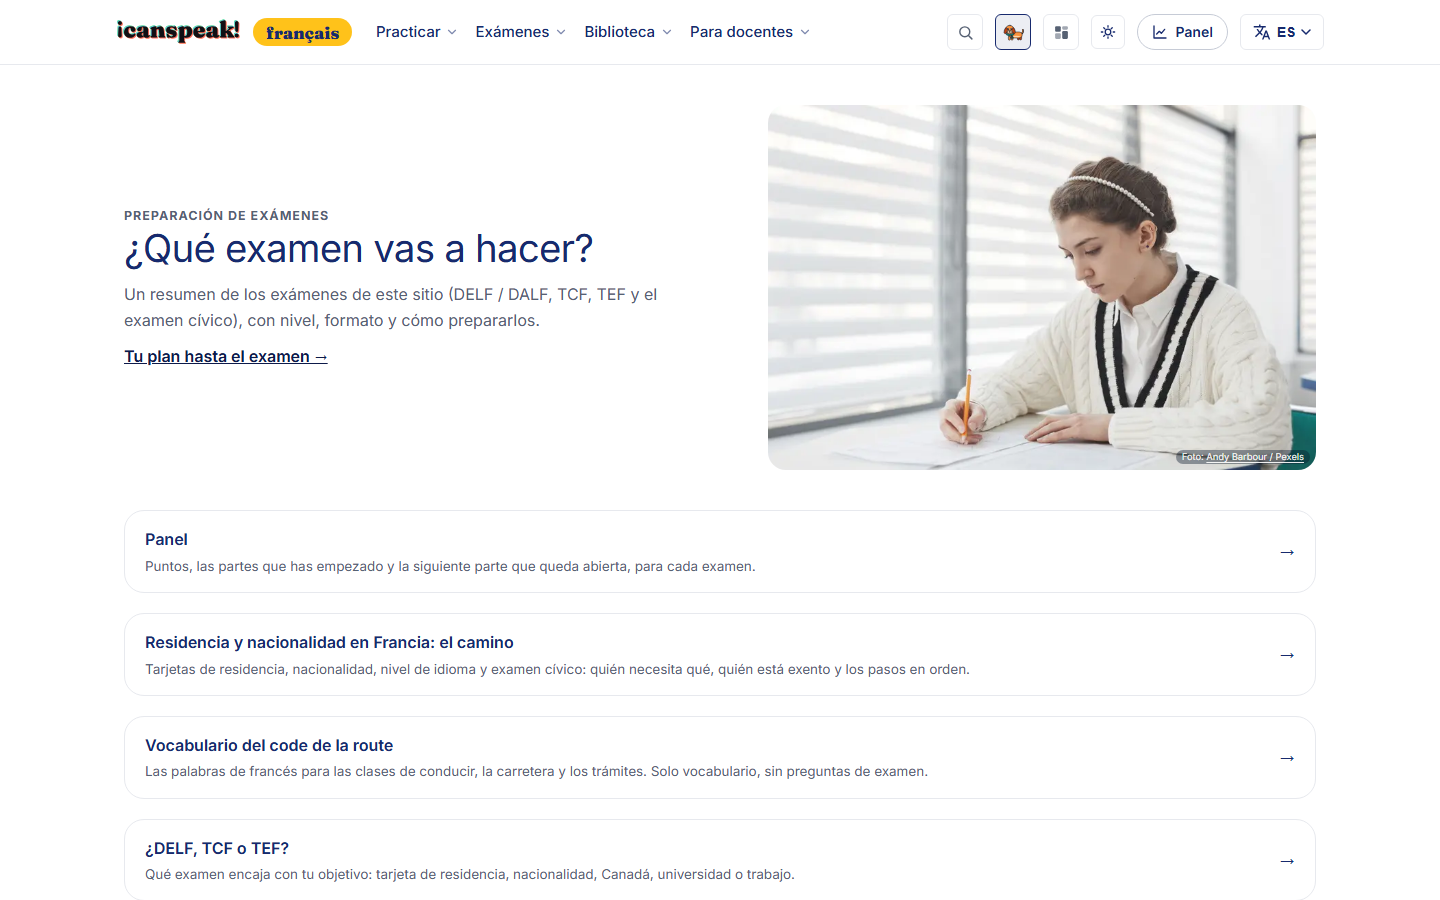 ¡canspeak!
français
Practicar
Exámenes
Biblioteca
Para docentes
Panel
ES
PREPARACIÓN DE EXÁMENES
¿Qué examen vas a hacer?
Un resumen de los exámenes de este sitio (DELF / DALF, TCF, TEF y el
examen cívico), con nivel, formato y cómo prepararlos.
Tu plan hasta el examen →
Foto: Andy Barbour / Pexels
Panel
Puntos, las partes que has empezado y la siguiente parte que queda abierta, para cada examen.
→
Residencia y nacionalidad en Francia: el camino
Tarjetas de residencia, nacionalidad, nivel de idioma y examen cívico: quién necesita qué, quién está exento y los pasos en orden.
→
Vocabulario del code de la route
Las palabras de francés para las clases de conducir, la carretera y los trámites. Solo vocabulario, sin preguntas de examen.
→
¿DELF, TCF o TEF?
Qué examen encaja con tu objetivo: tarjeta de residencia, nacionalidad, Canadá, universidad o trabajo.
→